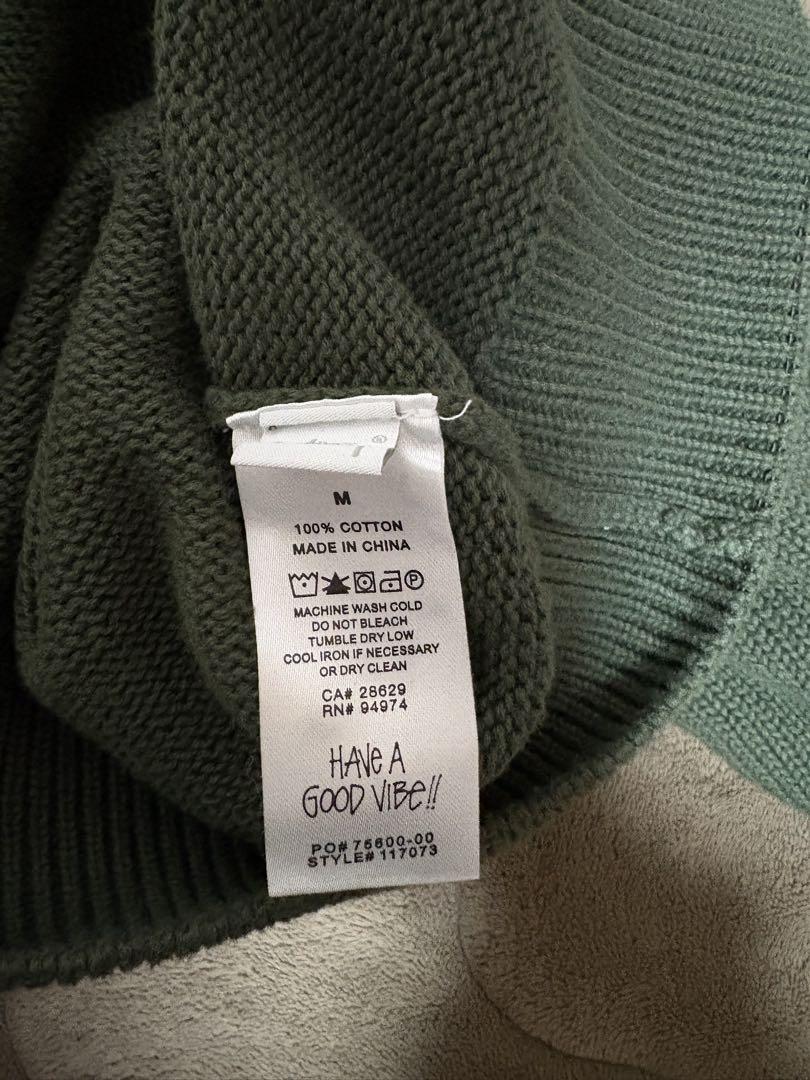 M
100% COTTON
MADE IN CHINA
P
MACHINE WASH COLD
DO NOT BLEACH
TUMBLE DRY LOW
COOL IRON IF NECESSARY
OR DRY CLEAN
CA# 28629
RN# 94974
HAVE A
GOOD VIBE!!
PO# 75600-00
STYLE# 117073